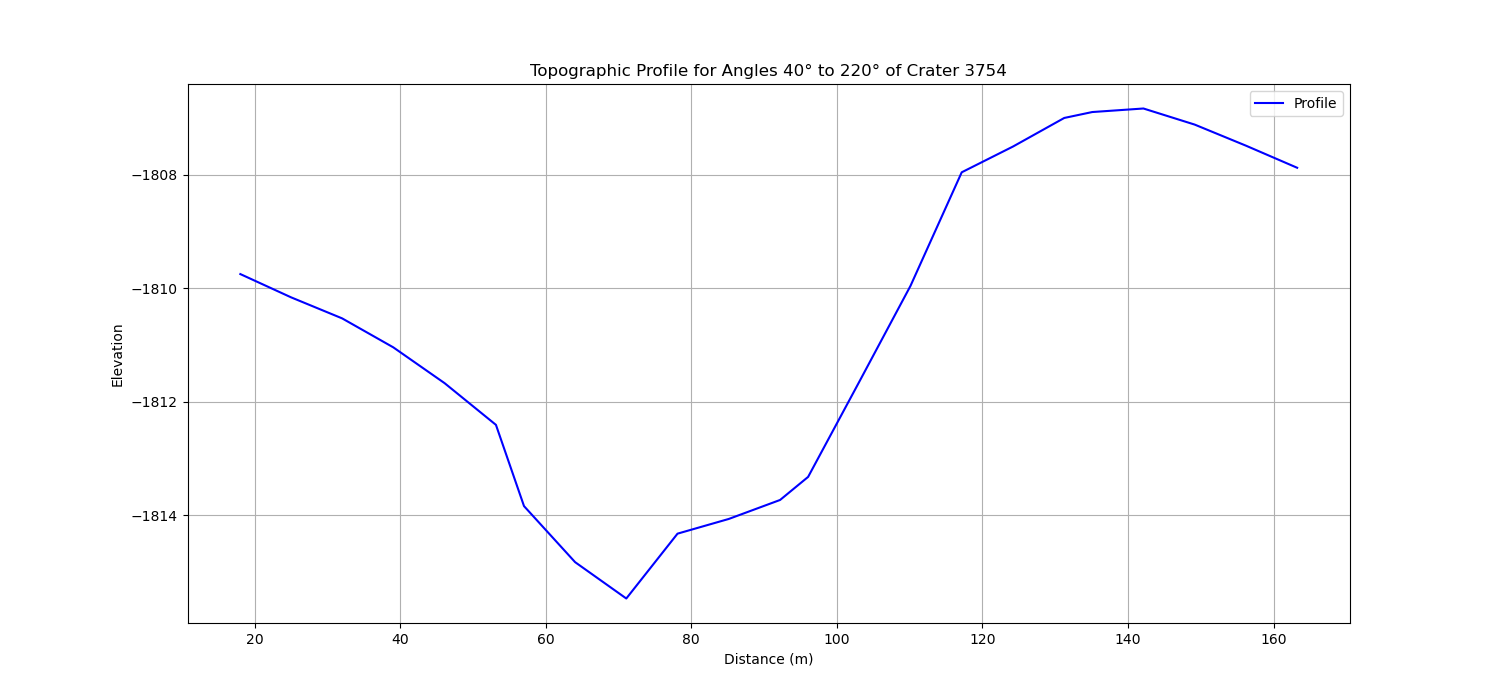 Topographic Profile for Angles 40° to 220° of Crater 3754
Profile
−1808
−1810
−1812
−1814
Elevation
20 40 60 80 100 120 140 160
Distance (m)